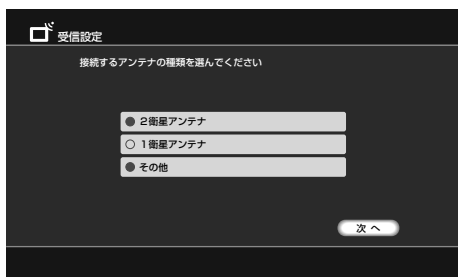 受信設定
接続するアンテナの種類を選んでください
２衛星アンテナ
１衛星アンテナ
その他
次へ